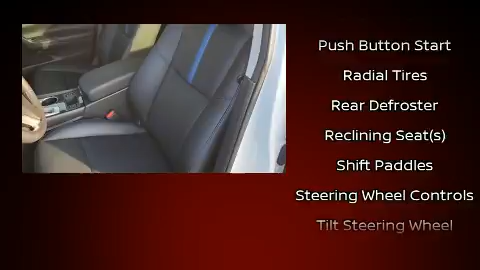 Push Button Start
Radial Tires
Rear Defroster
Reclining Seat(s)
Shift Paddles
Steering Wheel Controls
Tilt Steering Wheel